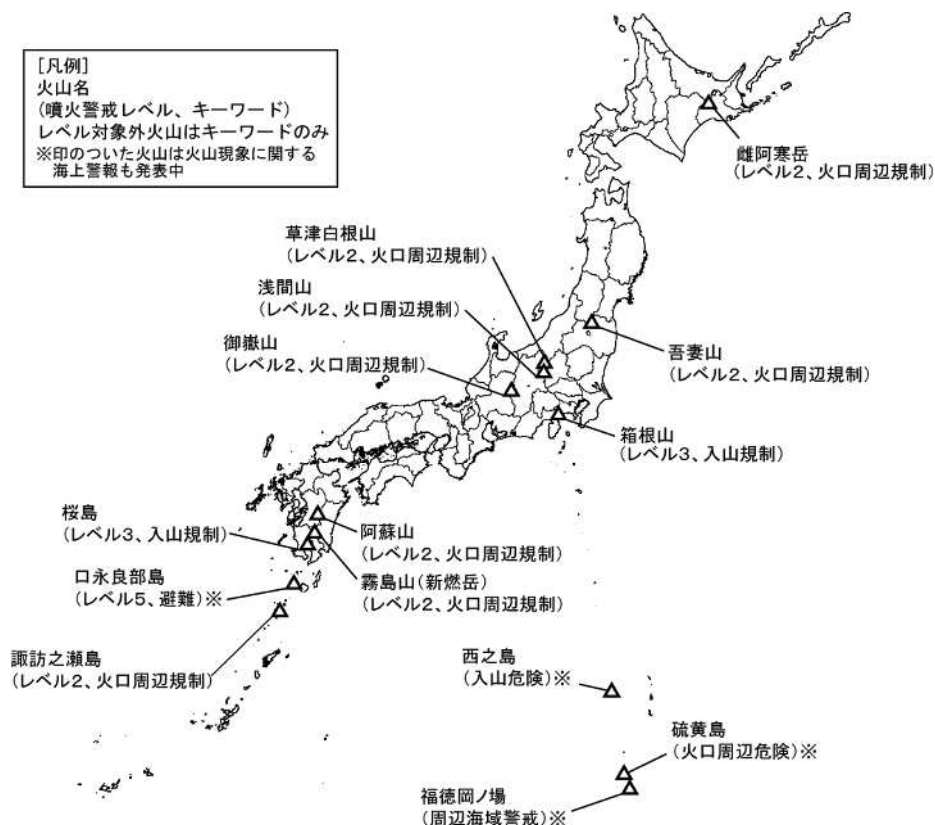 [凡例]
火山名
(噴火警戒レベル、キーワード)
レベル対象外火山はキーワードのみ
※印のついた火山は火山現象に関する
海上警報も発表中
雌阿寒岳
(レベル2、火口周辺規制)
草津白根山
(レベル2、火口周辺規制)
浅間山
(レベル2、火口周辺規制)
御嶽山
(レベル2、火口周辺規制)
吾妻山
(レベル2、火口周辺規制)
箱根山
(レベル3、入山規制)
桜島
(レベル3、入山規制)
阿蘇山
(レベル2、火口周辺規制)
口永良部島
(レベル5、避難)※
霧島山(新燃岳)
(レベル2、火口周辺規制)
諏訪之瀬島
(レベル2、火口周辺規制)
西之島
(入山危険)※
硫黄島
(火口周辺危険)※
福徳岡ノ場
(周辺海域警戒)※